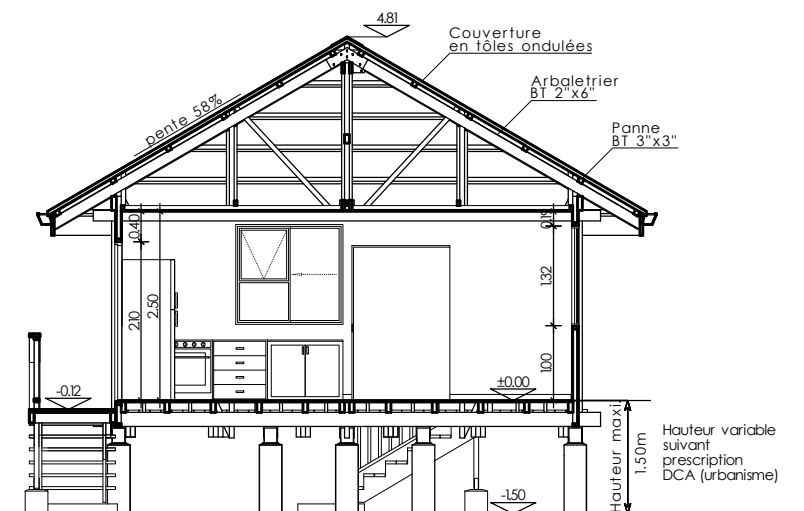 4.81
Couverture
en tôles ondulées
Arbaletrier
BT 2"x6"
pente 58%
Panne
BT 3"x3"
0.40
0.19
1.32
2.10
2.50
1.00
-0.12
±0.00
Hauteur maxi.
1.50m
Hauteur variable
suivant
prescription
DCA (urbanisme)
-1.50